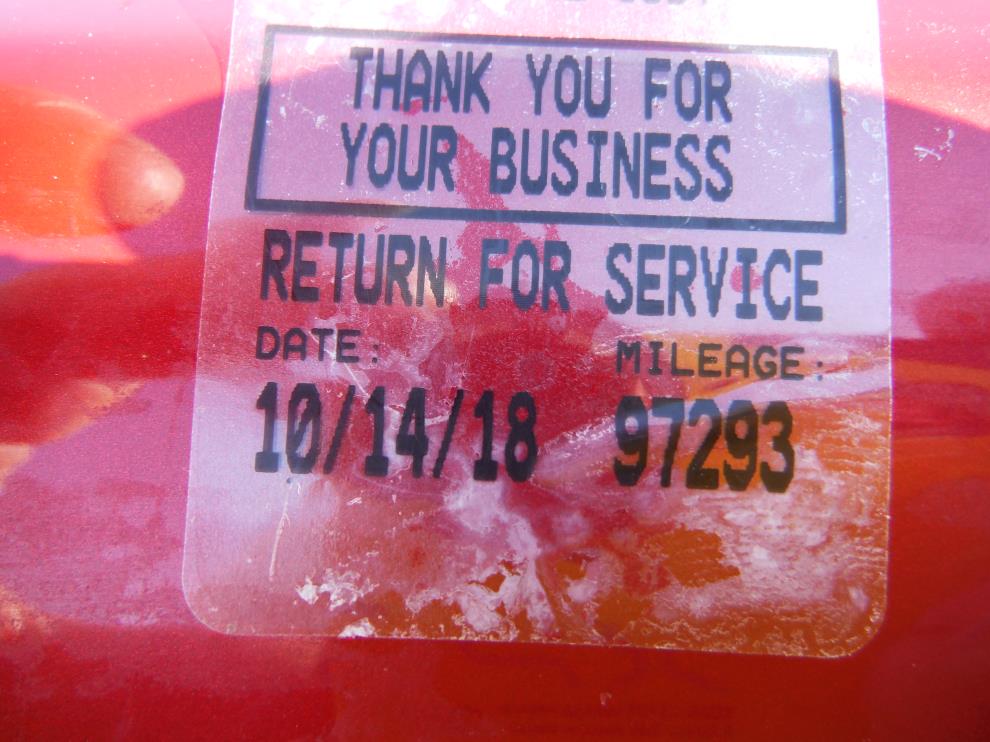 THANK YOU FOR
YOUR BUSINESS
RETURN FOR SERVICE
DATE: MILEAGE:
10/14/18 97293